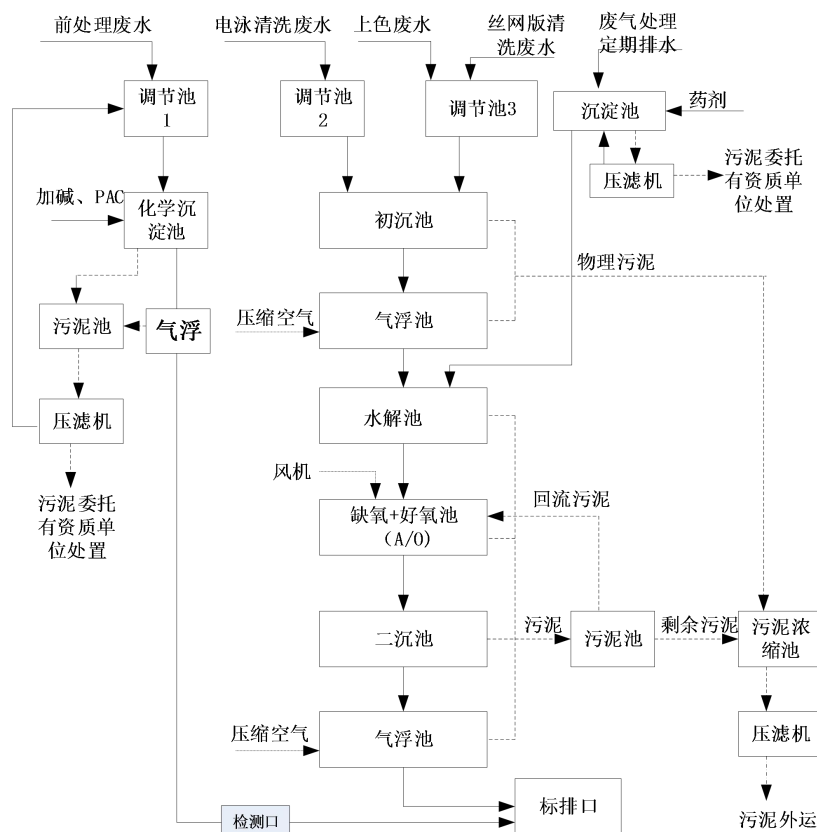 前处理废水
电泳清洗废水
上色废水
丝网版清
洗废水
废气处理
定期排水
调节池
1
调节池
2
调节池3
沉淀池
药剂
压滤机
污泥委托
有资质单
位处置
加碱、PAC
化学沉
淀池
初沉池
物理污泥
污泥池
气浮
压缩空气
气浮池
压滤机
水解池
风机
污泥委托
有资质单
位处置
缺氧+好氧池
（A/O）
回流污泥
二沉池
污泥
污泥池
剩余污泥
污泥浓
缩池
压缩空气
气浮池
压滤机
检测口
标排口
污泥外运